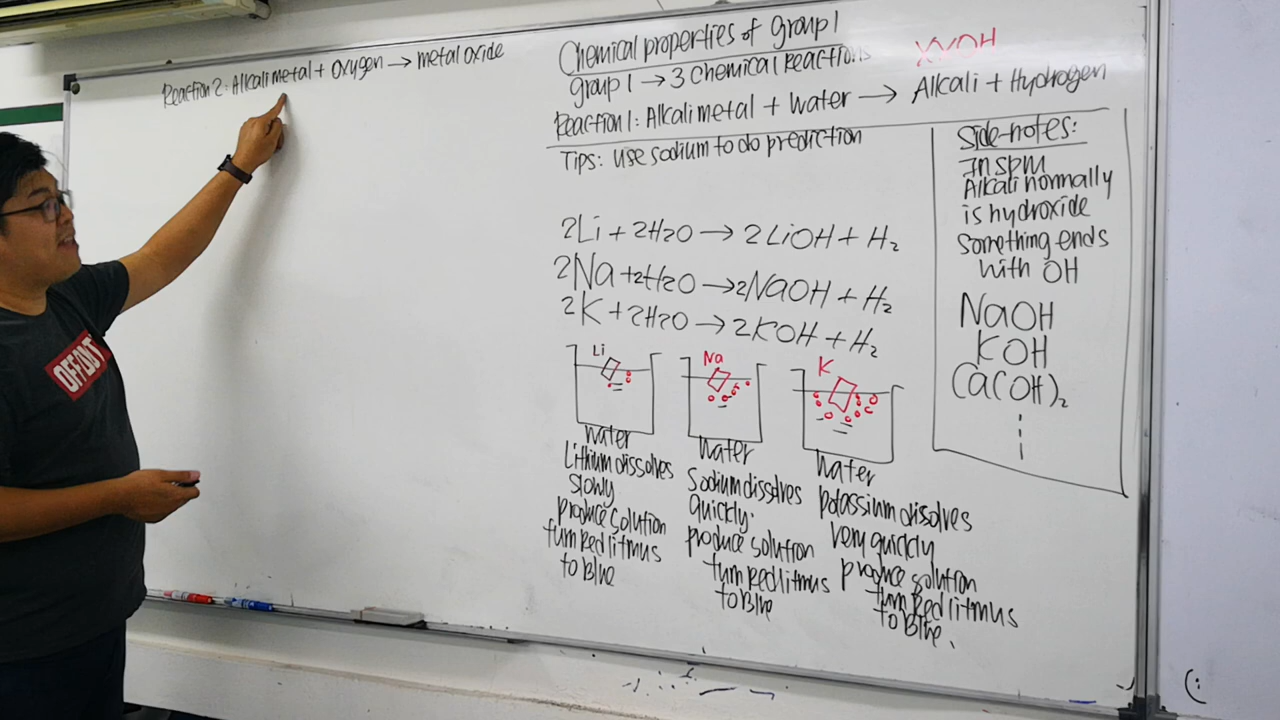 Reaction 2: Alkali metal + Oxygen → metal oxide
Chemical properties of Group 1
group 1 → 3 Chemical Reactions
XXOH
Reaction 1: Alkali metal + Water → Alkali + Hydrogen
Tips: use sodium to do prediction
2Li + 2H2O → 2LiOH + H2
2Na + 2H2O → 2NaOH + H2
2K + 2H2O → 2KOH + H2
Li
Water
Lithium dissolves
slowly
produce solution
turn Red litmus
to Blue
Na
Water
Sodium dissolves
Quickly.
produce solution
turn Red litmus
to Blue
K
Water
potassium dissolves
very quickly
produce solution
turn Red litmus
to Blue.
Side-notes:
In spm
Alkali normally
is hydroxide
something ends
with OH
NaOH
KOH
Ca(OH)2
OFF DUTY
(: